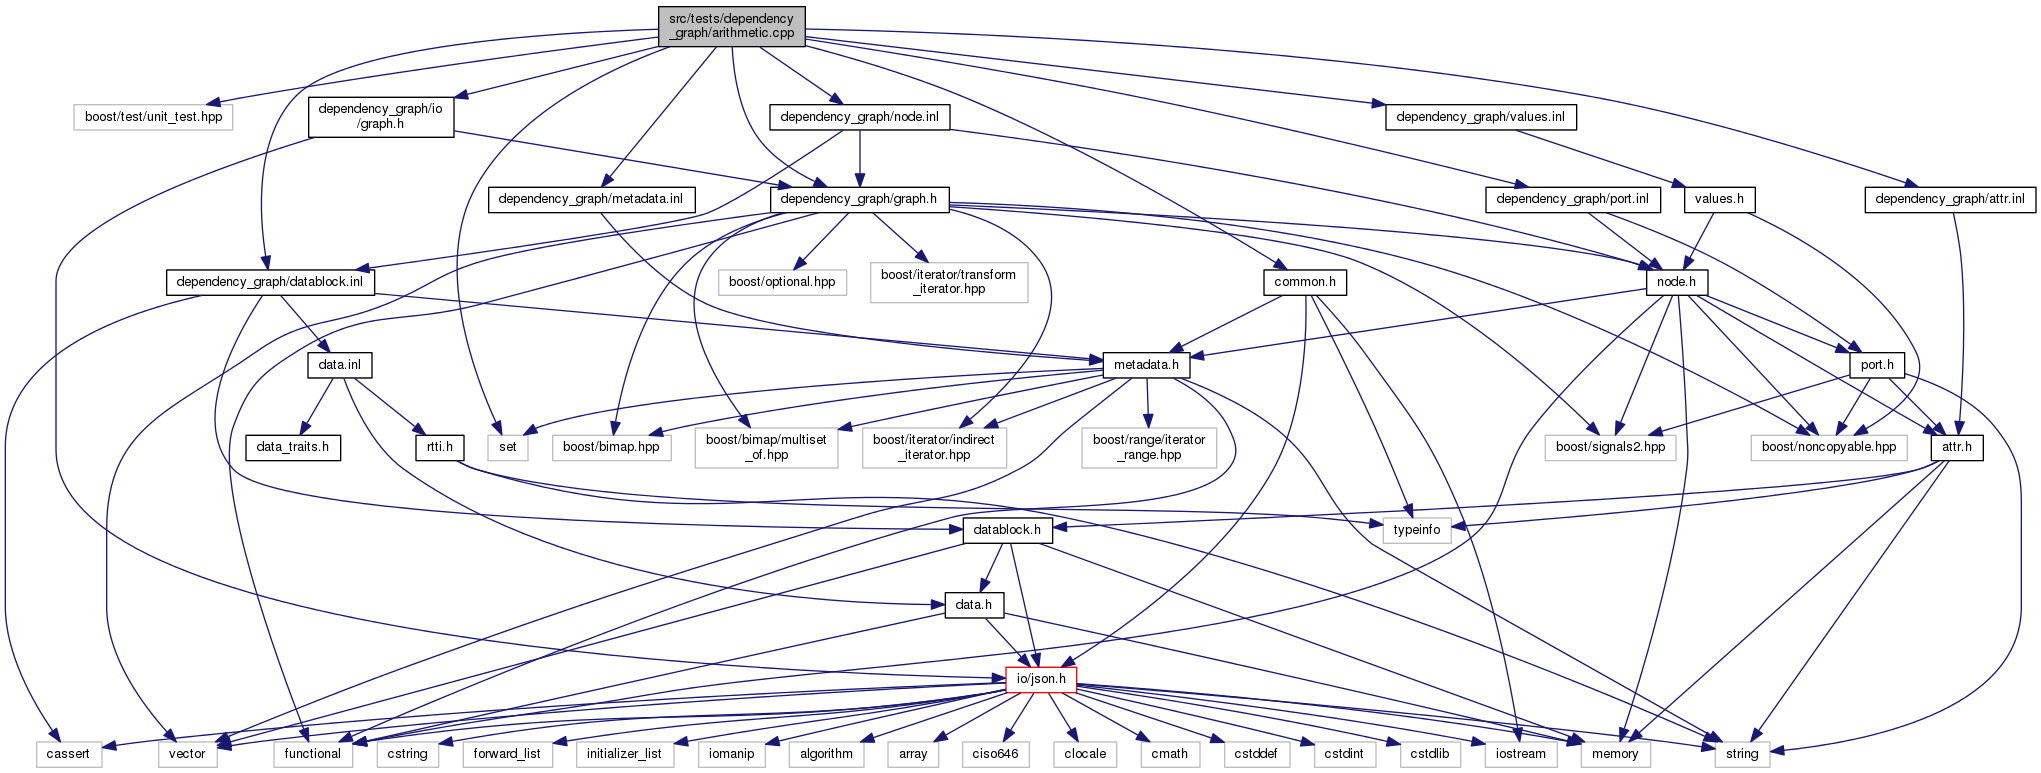 src/tests/dependency
_graph/arithmetic.cpp
boost/test/unit_test.hpp
dependency_graph/io
/graph.h
dependency_graph/node.inl
dependency_graph/values.inl
dependency_graph/metadata.inl
dependency_graph/graph.h
dependency_graph/port.inl
values.h
dependency_graph/attr.inl
dependency_graph/datablock.inl
boost/optional.hpp
boost/iterator/transform
_iterator.hpp
common.h
node.h
data.inl
metadata.h
port.h
data_traits.h
rtti.h
set
boost/bimap.hpp
boost/bimap/multiset
_of.hpp
boost/iterator/indirect
_iterator.hpp
boost/range/iterator
_range.hpp
boost/signals2.hpp
boost/noncopyable.hpp
attr.h
datablock.h
typeinfo
data.h
io/json.h
cassert
vector
functional
cstring
forward_list
initializer_list
iomanip
algorithm
array
ciso646
clocale
cmath
cstddef
cstdint
cstdlib
iostream
memory
string